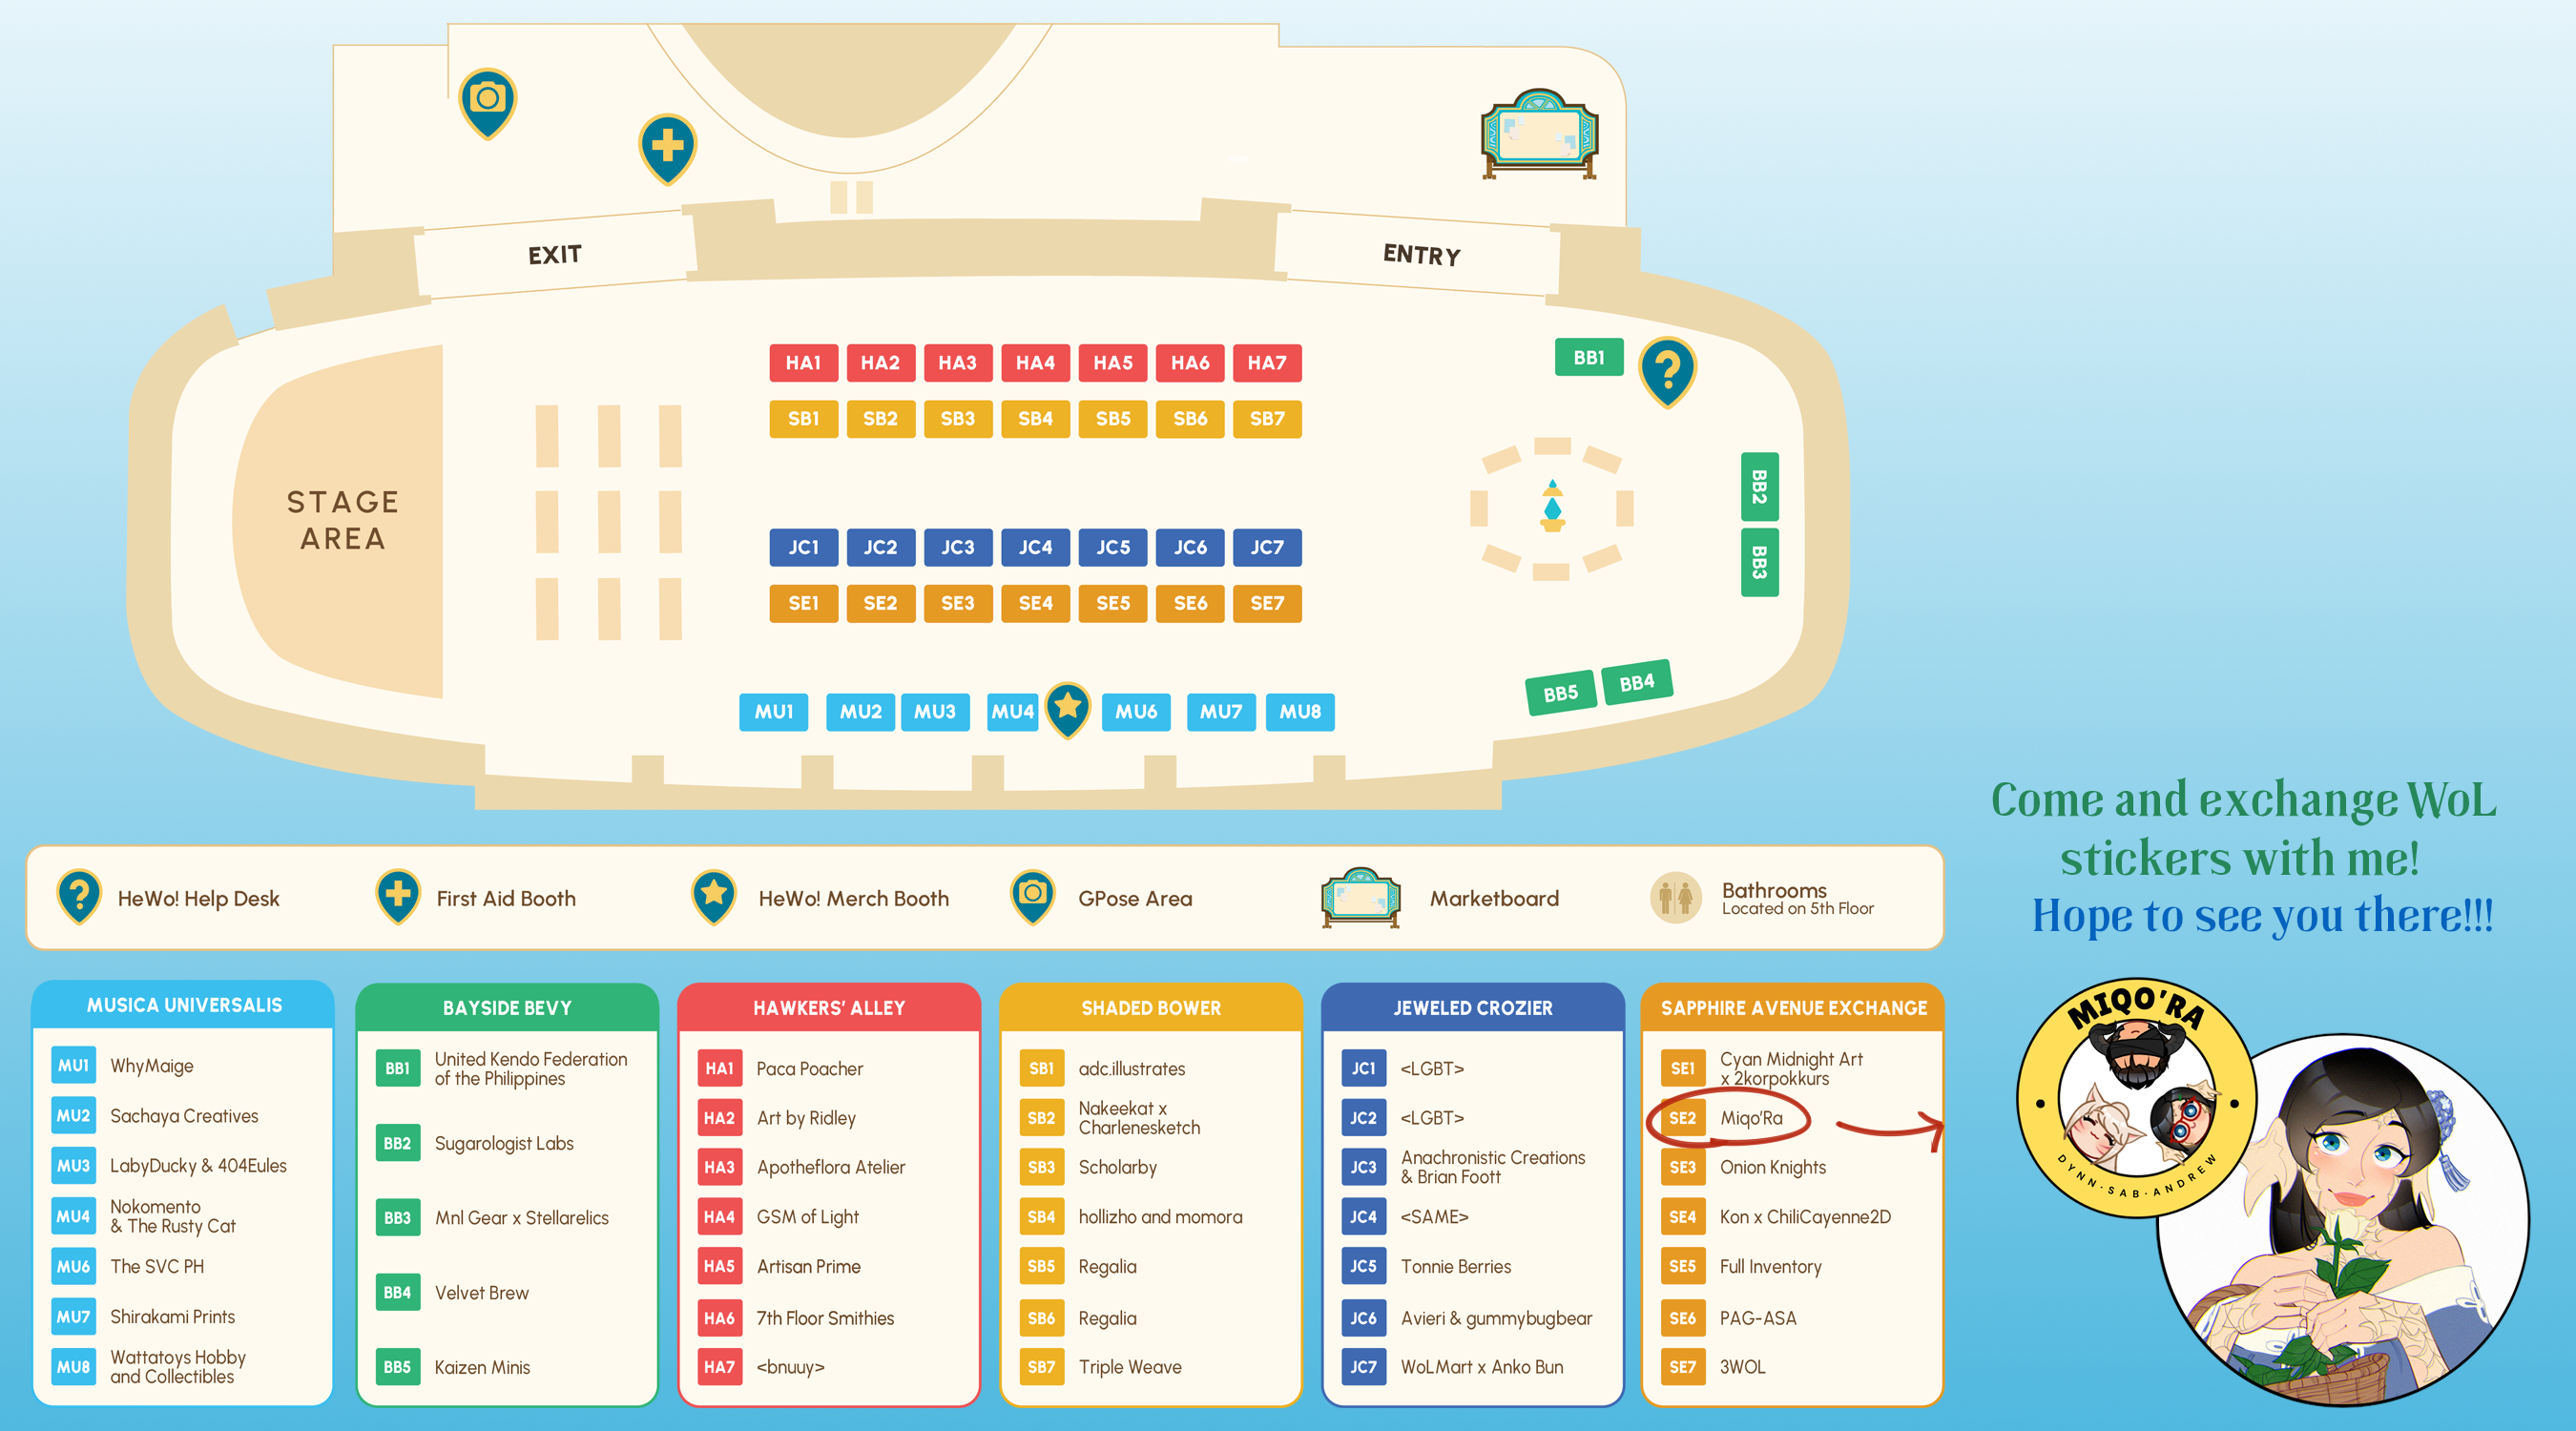 EXIT
ENTRY
HA1 HA2 HA3 HA4 HA5 HA6 HA7
BB1
?
SB1 SB2 SB3 SB4 SB5 SB6 SB7
BB2
STAGE
AREA
JC1 JC2 JC3 JC4 JC5 JC6 JC7
BB3
SE1 SE2 SE3 SE4 SE5 SE6 SE7
BB5 BB4
MU1 MU2 MU3 MU4 MU6 MU7 MU8
Come and exchange WoL
stickers with me!
Hope to see you there!!!
? HeWo! Help Desk
First Aid Booth
HeWo! Merch Booth
GPose Area
Marketboard
Bathrooms
Located on 5th Floor
MUSICA UNIVERSALIS
MU1 WhyMaige
MU2 Sachaya Creatives
MU3 LabyDucky & 404Eules
MU4 Nokomento
& The Rusty Cat
MU6 The SVC PH
MU7 Shirakami Prints
MU8 Wattatoys Hobby
and Collectibles
BAYSIDE BEVY
BB1 United Kendo Federation
of the Philippines
BB2 Sugarologist Labs
BB3 Mnl Gear x Stellarelics
BB4 Velvet Brew
BB5 Kaizen Minis
HAWKERS' ALLEY
HA1 Paca Poacher
HA2 Art by Ridley
HA3 Apotheflora Atelier
HA4 GSM of Light
HA5 Artisan Prime
HA6 7th Floor Smithies
HA7 <bnuuy>
SHADED BOWER
SB1 adc.illustrates
SB2 Nakeekat x
Charlenesketch
SB3 Scholarby
SB4 hollizho and momora
SB5 Regalia
SB6 Regalia
SB7 Triple Weave
JEWELED CROZIER
JC1 <LGBT>
JC2 <LGBT>
JC3 Anachronistic Creations
& Brian Foott
JC4 <SAME>
JC5 Tonnie Berries
JC6 Avieri & gummybugbear
JC7 WoLMart x Anko Bun
SAPPHIRE AVENUE EXCHANGE
SE1 Cyan Midnight Art
x 2korpokkurs
SE2 Miqo'Ra
SE3 Onion Knights
SE4 Kon x ChiliCayenne2D
SE5 Full Inventory
SE6 PAG-ASA
SE7 3WOL
MIQO'RA
DYNN · SAB · ANDREW